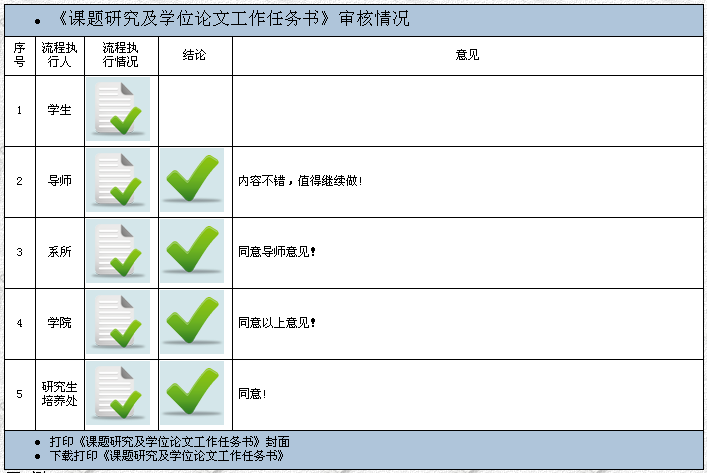 《课题研究及学位论文工作任务书》审核情况
序号 流程执行人 流程执行情况 结论 意见
1 学生
2 导师 内容不错，值得继续做!
3 系所 同意导师意见！
4 学院 同意以上意见！
5 研究生培养处 同意!
打印《课题研究及学位论文工作任务书》封面
下载打印《课题研究及学位论文工作任务书》